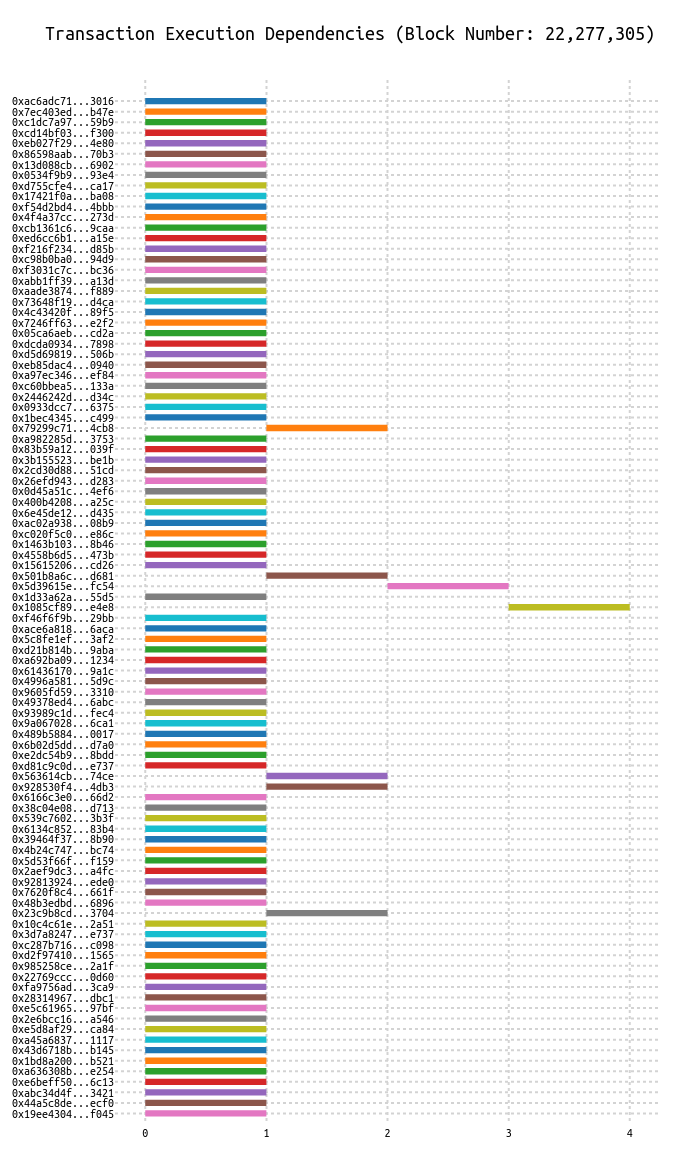 Transaction Execution Dependencies (Block Number: 22,277,305)
0xac6adc71...3016
0x7ec403ed...b47e
0xc1dc7a97...59b9
0xcd14bf03...f300
0xeb027f29...4e80
0x86598aab...70b3
0x13d088cb...6902
0x0534f9b9...93e4
0xd755cfe4...ca17
0x17421f0a...ba08
0xf54d2bd4...4bbb
0x4f4a37cc...273d
0xcb1361c6...9caa
0xed6cc6b1...a15e
0xf216f234...d85b
0xc98b0ba0...94d9
0xf3031c7c...bc36
0xabb1ff39...a13d
0xaade3874...f889
0x73648f19...d4ca
0x4c43420f...89f5
0x7246ff63...e2f2
0x05ca6aeb...cd2a
0xdcda0934...7898
0xd5d69819...506b
0xeb85dac4...0940
0xa97ec346...ef84
0xc60bbea5...133a
0x2446242d...d34c
0x0933dcc7...6375
0x1bec4345...c499
0x79299c71...4cb8
0xa982285d...3753
0x83b59a12...039f
0x3b155523...be1b
0x2cd30d88...51cd
0x26efd943...d283
0x0d45a51c...4ef6
0x400b4208...a25c
0x6e45de12...d435
0xac02a938...08b9
0xc020f5c0...e86c
0x1463b103...8b46
0x4558b6d5...473b
0x15615206...cd26
0x501b8a6c...d681
0x5d39615e...fc54
0x1d33a62a...55d5
0x1085cf89...e4e8
0xf46f6f9b...29bb
0xace6a818...6aca
0x5c8fe1ef...3af2
0xd21b814b...9aba
0xa692ba09...1234
0x61436170...9a1c
0x4996a581...5d9c
0x9605fd59...3310
0x49378ed4...6abc
0x93989c1d...fec4
0x9a067028...6ca1
0x489b5884...0017
0x6b02d5dd...d7a0
0xe2dc54b9...8bdd
0xd81c9c0d...e737
0x563614cb...74ce
0x928530f4...4db3
0x6166c3e0...66d2
0x38c04e08...d713
0x539c7602...3b3f
0x6134c852...83b4
0x39464f37...8b90
0x4b24c747...bc74
0x5d53f66f...f159
0x2aef9dc3...a4fc
0x92813924...ede0
0x7620f8c4...661f
0x48b3edbd...6896
0x23c9b8cd...3704
0x10c4c61e...2a51
0x3d7a8247...e737
0xc287b716...c098
0xd2f97410...1565
0x985258ce...2a1f
0x22769ccc...0d60
0xfa9756ad...3ca9
0x28314967...dbc1
0xe5c61965...97bf
0x2e6bcc16...a546
0xe5d8af29...ca84
0xa45a6837...1117
0x43d6718b...b145
0x1bd8a200...b521
0xa636308b...e254
0xe6beff50...6c13
0xabc34d4f...3421
0x44a5c8de...ecf0
0x19ee4304...f045
0 1 2 3 4